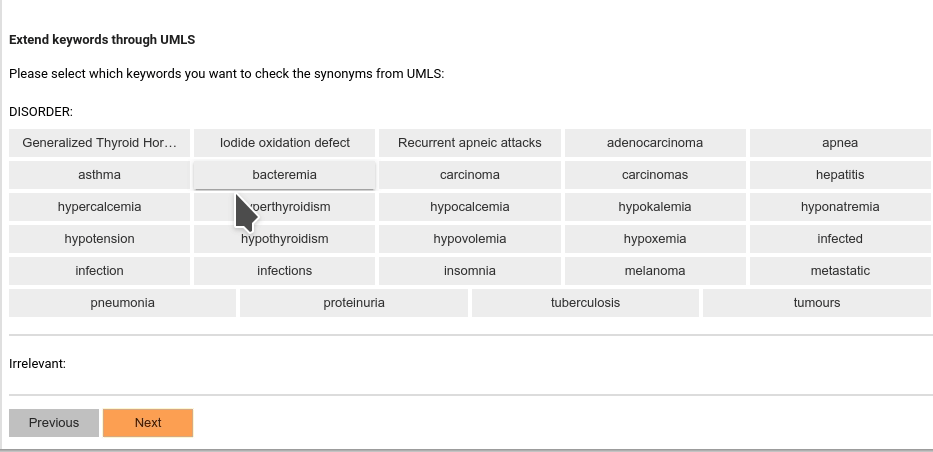 Extend keywords through UMLS
Please select which keywords you want to check the synonyms from UMLS:
DISORDER:
Generalized Thyroid Hor… Iodide oxidation defect Recurrent apneic attacks adenocarcinoma apnea
asthma bacteremia carcinoma carcinomas hepatitis
hypercalcemia hyperthyroidism hypocalcemia hypokalemia hyponatremia
hypotension hypothyroidism hypovolemia hypoxemia infected
infection infections insomnia melanoma metastatic
pneumonia proteinuria tuberculosis tumours
Irrelevant:
Previous Next